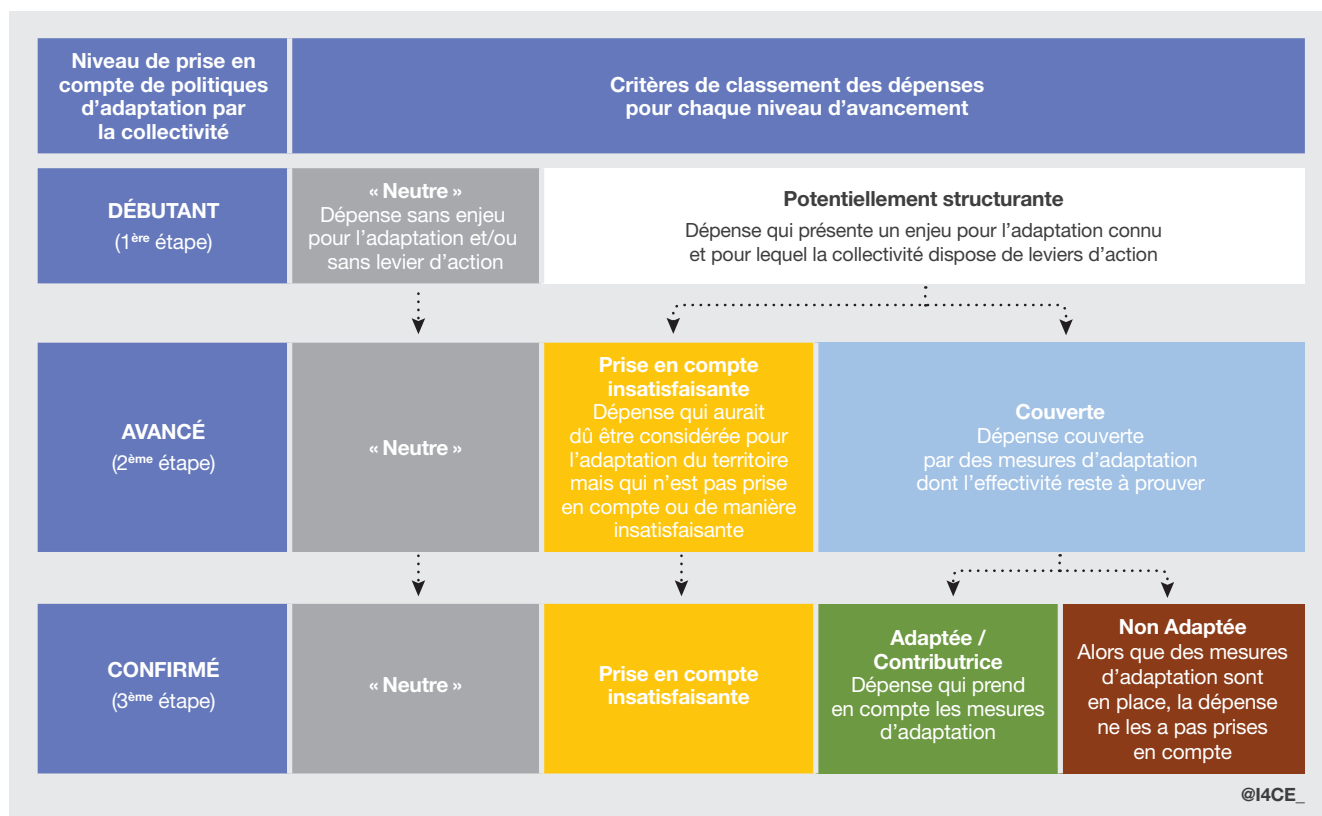 Niveau de prise en
compte de politiques
d’adaptation par
la collectivité
Critères de classement des dépenses
pour chaque niveau d’avancement
DÉBUTANT
(1ère étape)
« Neutre »
Dépense sans enjeu
pour l’adaptation et/ou
sans levier d’action
Potentiellement structurante
Dépense qui présente un enjeu pour l’adaptation connu
et pour lequel la collectivité dispose de leviers d’action
AVANCÉ
(2ème étape)
« Neutre »
Prise en compte
insatisfaisante
Dépense qui aurait
dû être considérée pour
l’adaptation du territoire
mais qui n’est pas prise
en compte ou de manière
insatisfaisante
Couverte
Dépense couverte
par des mesures d’adaptation
dont l’effectivité reste à prouver
CONFIRMÉ
(3ème étape)
« Neutre »
Prise en compte
insatisfaisante
Adaptée /
Contributrice
Dépense qui prend
en compte les mesures
d’adaptation
Non Adaptée
Alors que des mesures
d’adaptation sont
en place, la dépense
ne les a pas prises
en compte
@I4CE_